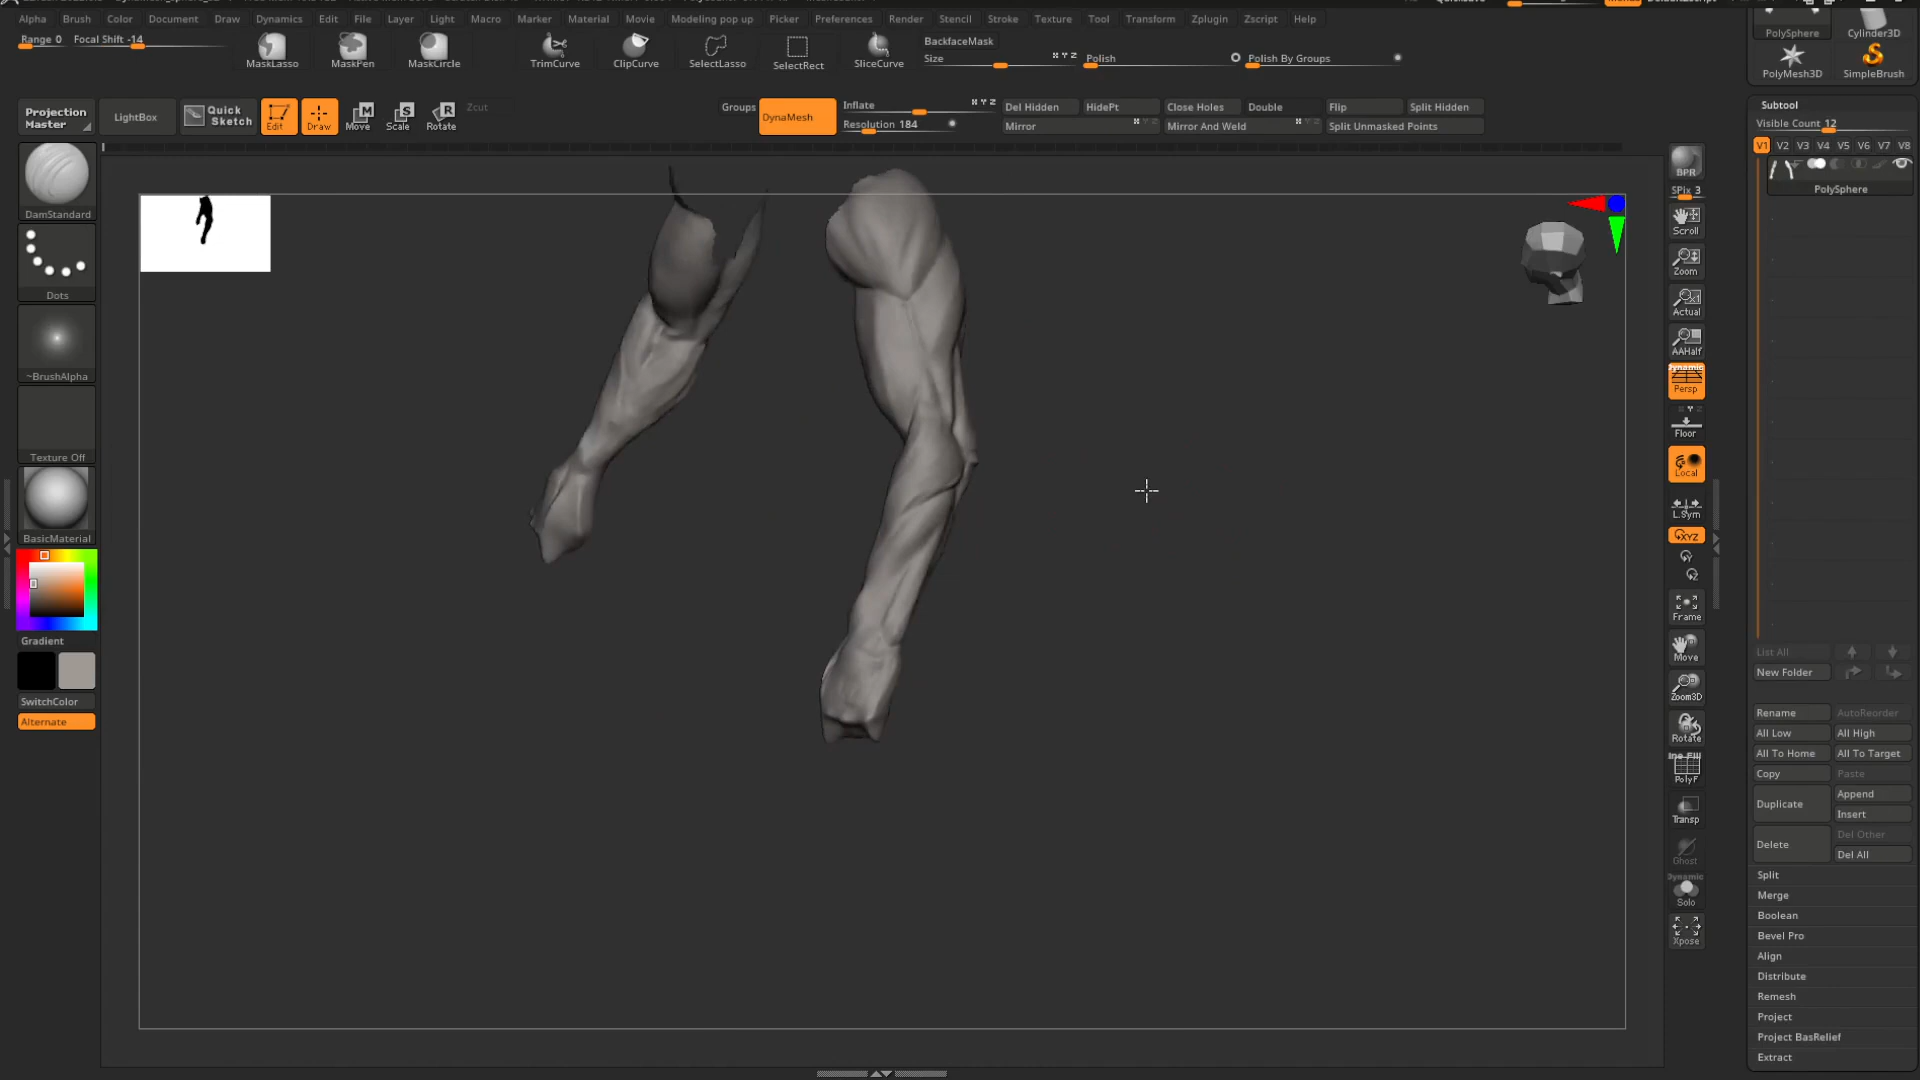 Alpha Brush Color Document Draw Dynamics Edit File Layer Light Macro Marker Material Movie Modeling pop up Picker Preferences Render Stencil Stroke Texture Tool Transform Zplugin Zscript Help
Range 0 Focal Shift -14
MaskLasso MaskPen MaskCircle TrimCurve ClipCurve SelectLasso SelectRect SliceCurve
BackfaceMask
Size Polish Polish By Groups
PolySphere Cylinder3D
PolyMesh3D SimpleBrush
Projection Master
LightBox
Quick Sketch
Edit Draw Move Scale Rotate
Zcut
Groups DynaMesh
Inflate
Resolution 184
Del Hidden HidePt Close Holes Double Flip Split Hidden
Mirror Mirror And Weld Split Unmasked Points
DamStandard
Dots
~BrushAlpha
Texture Off
BasicMaterial
Gradient
SwitchColor
Alternate
BPR
SPix 3
Scroll
Zoom
Actual
AAHalf
Dynamic
Persp
Floor
Local
L.Sym
XYZ
Y
Z
Frame
Move
Zoom3D
Rotate
PolyF
Transp
Ghost
Dynamic
Solo
Xpose
Subtool
Visible Count 12
V1 V2 V3 V4 V5 V6 V7 V8
PolySphere
List All
New Folder
Rename AutoReorder
All Low All High
All To Home All To Target
Copy Paste
Duplicate Append
Insert
Delete Del Other
Del All
Split
Merge
Boolean
Bevel Pro
Align
Distribute
Remesh
Project
Project BasRelief
Extract